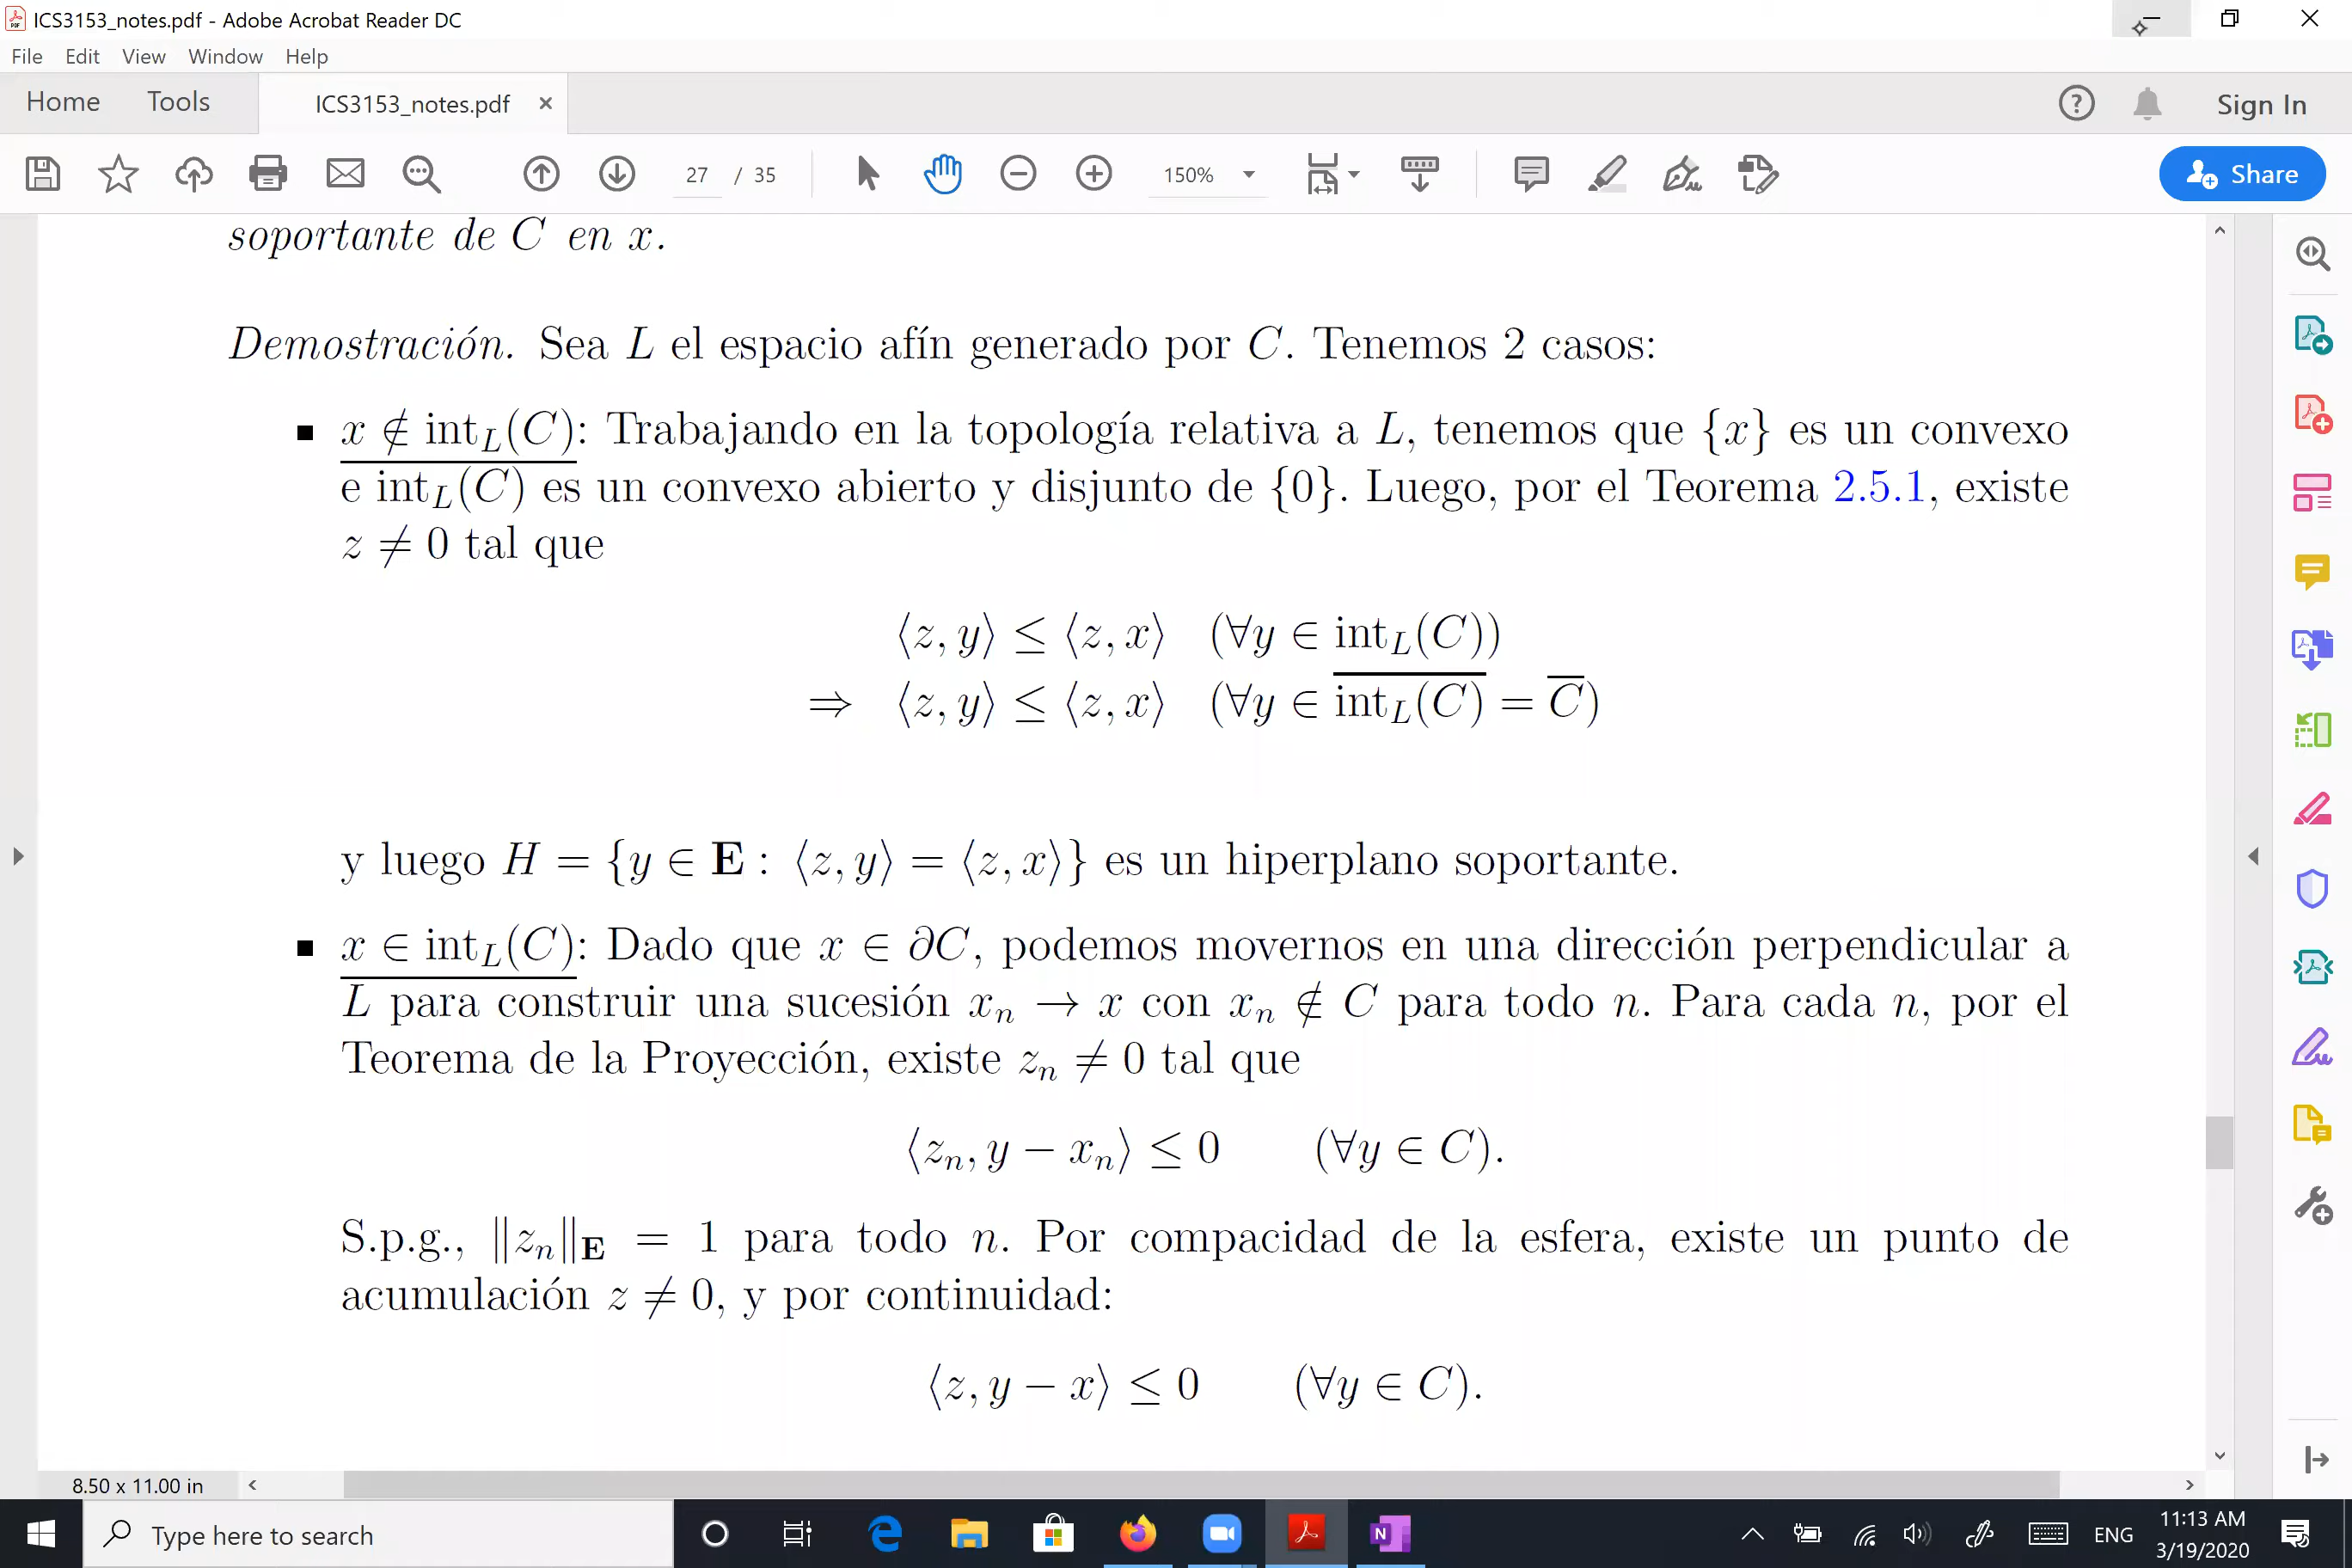 ICS3153_notes.pdf - Adobe Acrobat Reader DC
File Edit View Window Help
Home Tools ICS3153_notes.pdf × Sign In
27 / 35 150% Share
soportante de C en x.
Demostración. Sea L el espacio afín generado por C. Tenemos 2 casos:
▪ x ∉ int_L(C): Trabajando en la topología relativa a L, tenemos que {x} es un convexo
e int_L(C) es un convexo abierto y disjunto de {0}. Luego, por el Teorema 2.5.1, existe
z ≠ 0 tal que
⟨z, y⟩ ≤ ⟨z, x⟩ (∀y ∈ int_L(C))
⇒ ⟨z, y⟩ ≤ ⟨z, x⟩ (∀y ∈ \overline{int_L(C)} = \overline{C})
y luego H = {y ∈ E : ⟨z, y⟩ = ⟨z, x⟩} es un hiperplano soportante.
▪ x ∈ int_L(C): Dado que x ∈ ∂C, podemos movernos en una dirección perpendicular a
L para construir una sucesión x_n → x con x_n ∉ C para todo n. Para cada n, por el
Teorema de la Proyección, existe z_n ≠ 0 tal que
⟨z_n, y − x_n⟩ ≤ 0 (∀y ∈ C).
S.p.g., ‖z_n‖_E = 1 para todo n. Por compacidad de la esfera, existe un punto de
acumulación z ≠ 0, y por continuidad:
⟨z, y − x⟩ ≤ 0 (∀y ∈ C).
8.50 x 11.00 in
Type here to search
ENG
11:13 AM
3/19/2020